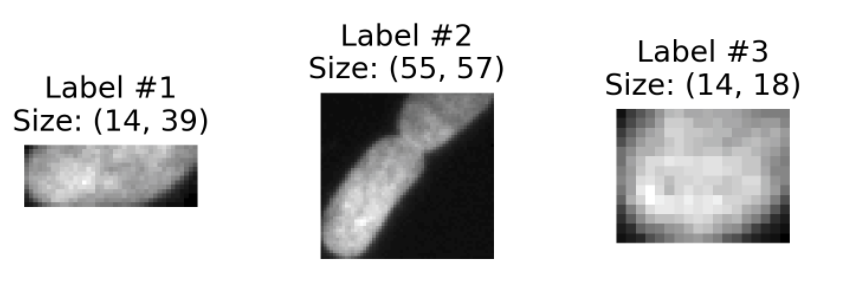 Label #1
Size: (14, 39)
Label #2
Size: (55, 57)
Label #3
Size: (14, 18)